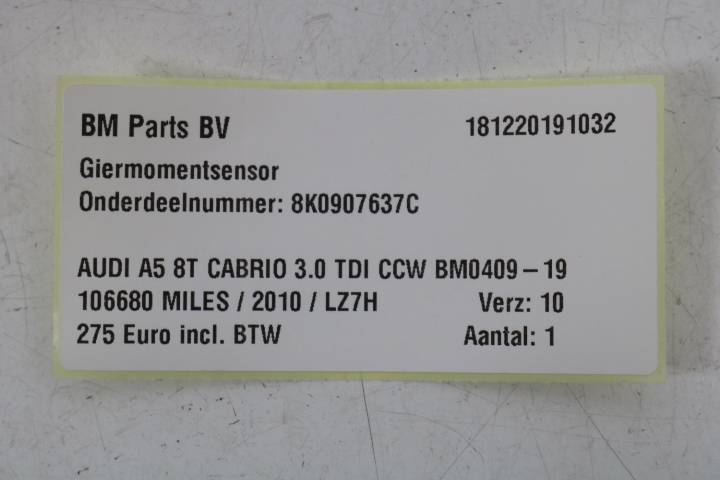 BM Parts BV 181220191032
Giermomentsensor
Onderdeelnummer: 8K0907637C
AUDI A5 8T CABRIO 3.0 TDI CCW BM0409-19
106680 MILES / 2010 / LZ7H Verz: 10
275 Euro incl. BTW Aantal: 1